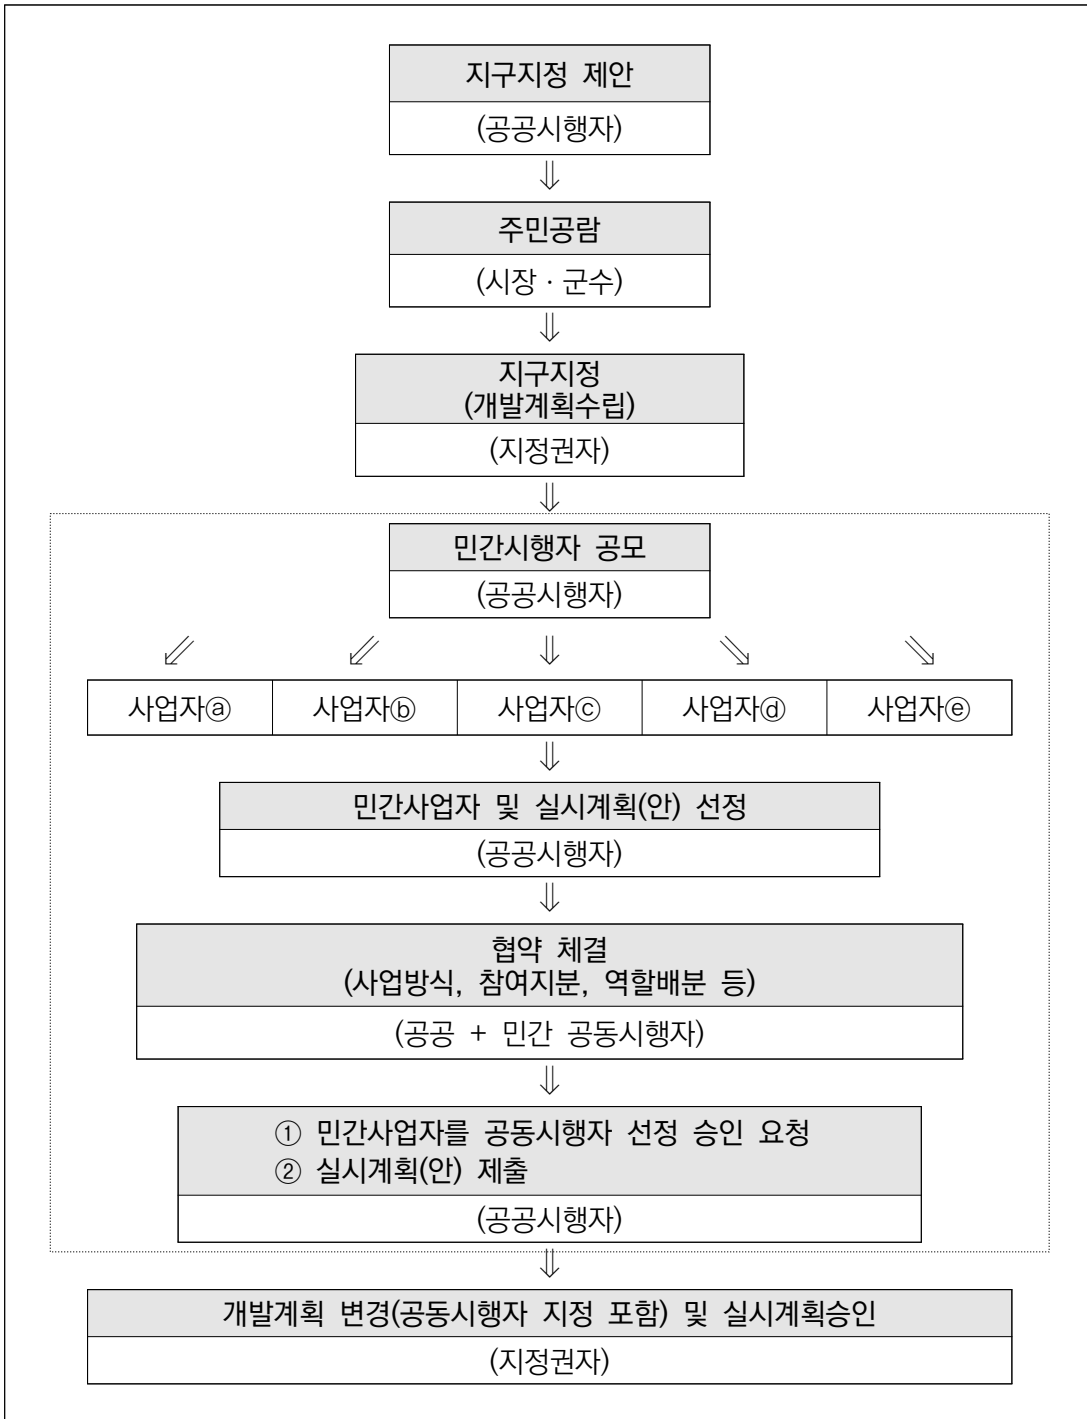 지구지정 제안
(공공시행자)
⇓
주민공람
(시장 · 군수)
⇓
지구지정
(개발계획수립)
(지정권자)
⇓
민간시행자 공모
(공공시행자)
⇙ ⇙ ⇓ ⇘ ⇘
사업자ⓐ 사업자ⓑ 사업자ⓒ 사업자ⓓ 사업자ⓔ
⇓
민간사업자 및 실시계획(안) 선정
(공공시행자)
⇓
협약 체결
(사업방식, 참여지분, 역할배분 등)
(공공 + 민간 공동시행자)
⇓
① 민간사업자를 공동시행자 선정 승인 요청
② 실시계획(안) 제출
(공공시행자)
⇓
개발계획 변경(공동시행자 지정 포함) 및 실시계획승인
(지정권자)